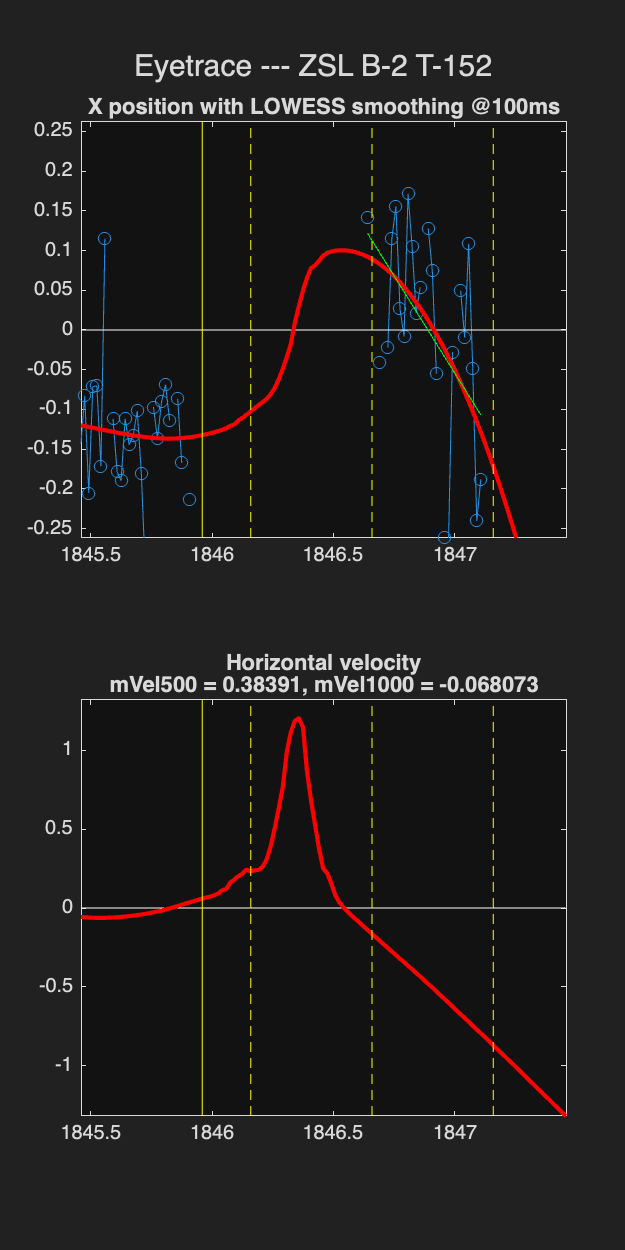 Eyetrace --- ZSL B-2 T-152
X position with LOWESS smoothing @100ms
0.25
0.2
0.15
0.1
0.05
0
-0.05
-0.1
-0.15
-0.2
-0.25
1845.5 1846 1846.5 1847
Horizontal velocity
mVel500 = 0.38391, mVel1000 = -0.068073
1
0.5
0
-0.5
-1
1845.5 1846 1846.5 1847